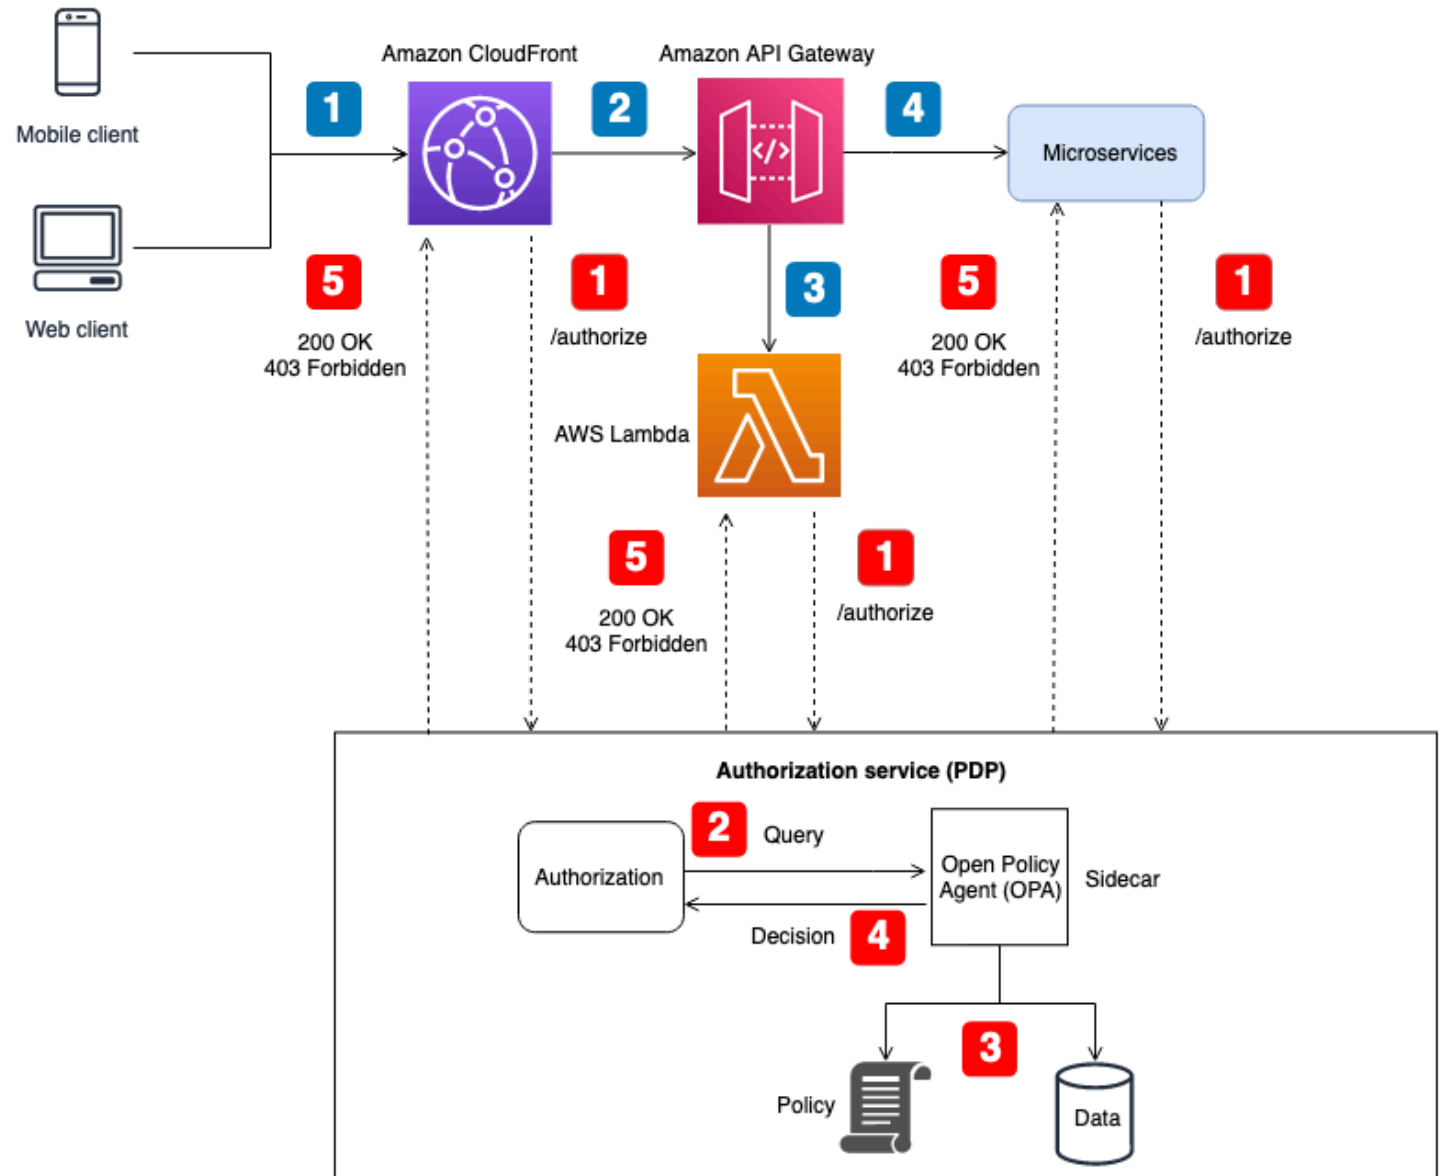 Amazon CloudFront
Amazon API Gateway
1
2
4
Mobile client
</>
Microservices
Web client
5
1
3
5
1
200 OK
403 Forbidden
/authorize
200 OK
403 Forbidden
/authorize
AWS Lambda
5
1
200 OK
403 Forbidden
/authorize
Authorization service (PDP)
2
Query
Authorization
Open Policy
Agent (OPA)
Sidecar
Decision
4
3
Policy
Data